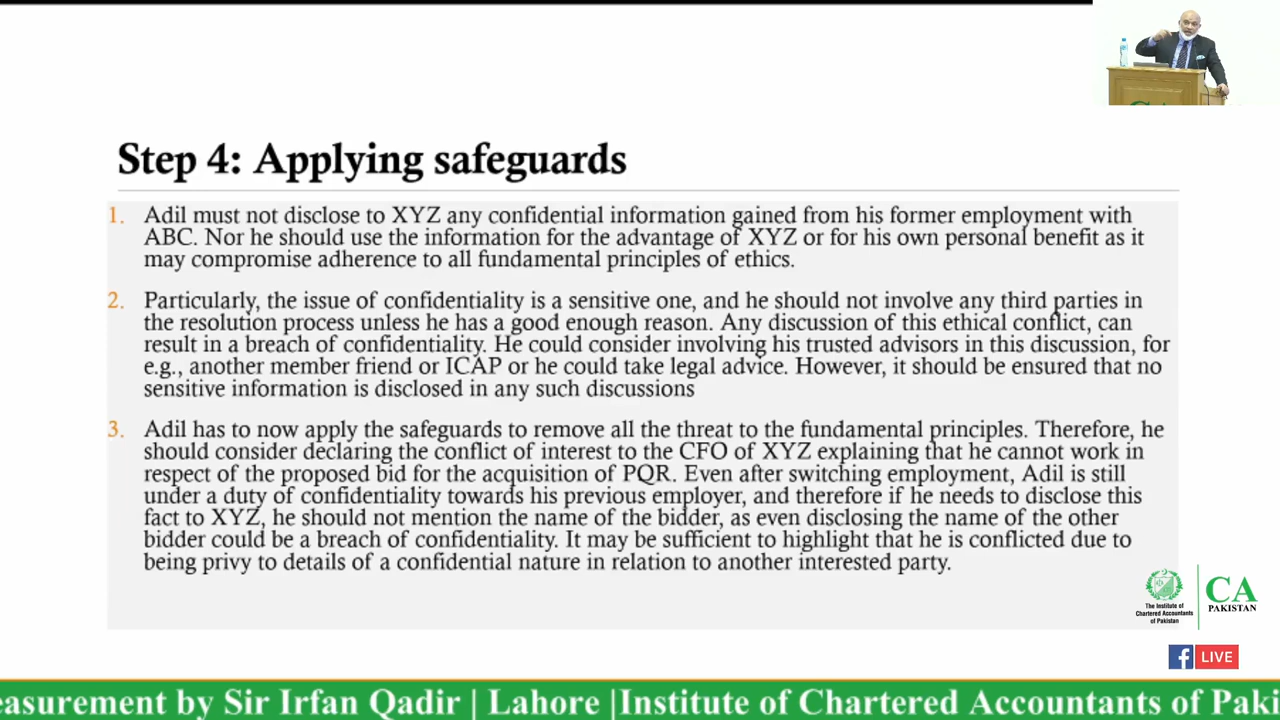 Step 4: Applying safeguards
1. Adil must not disclose to XYZ any confidential information gained from his former employment with
ABC. Nor he should use the information for the advantage of XYZ or for his own personal benefit as it
may compromise adherence to all fundamental principles of ethics.
2. Particularly, the issue of confidentiality is a sensitive one, and he should not involve any third parties in
the resolution process unless he has a good enough reason. Any discussion of this ethical conflict, can
result in a breach of confidentiality. He could consider involving his trusted advisors in this discussion, for
e.g., another member friend or ICAP or he could take legal advice. However, it should be ensured that no
sensitive information is disclosed in any such discussions
3. Adil has to now apply the safeguards to remove all the threat to the fundamental principles. Therefore, he
should consider declaring the conflict of interest to the CFO of XYZ explaining that he cannot work in
respect of the proposed bid for the acquisition of PQR. Even after switching employment, Adil is still
under a duty of confidentiality towards his previous employer, and therefore if he needs to disclose this
fact to XYZ, he should not mention the name of the bidder, as even disclosing the name of the other
bidder could be a breach of confidentiality. It may be sufficient to highlight that he is conflicted due to
being privy to details of a confidential nature in relation to another interested party.
The Institute of
Chartered Accountants
of Pakistan
CA
PAKISTAN
f LIVE
easurement by Sir Irfan Qadir | Lahore |Institute of Chartered Accountants of Paki